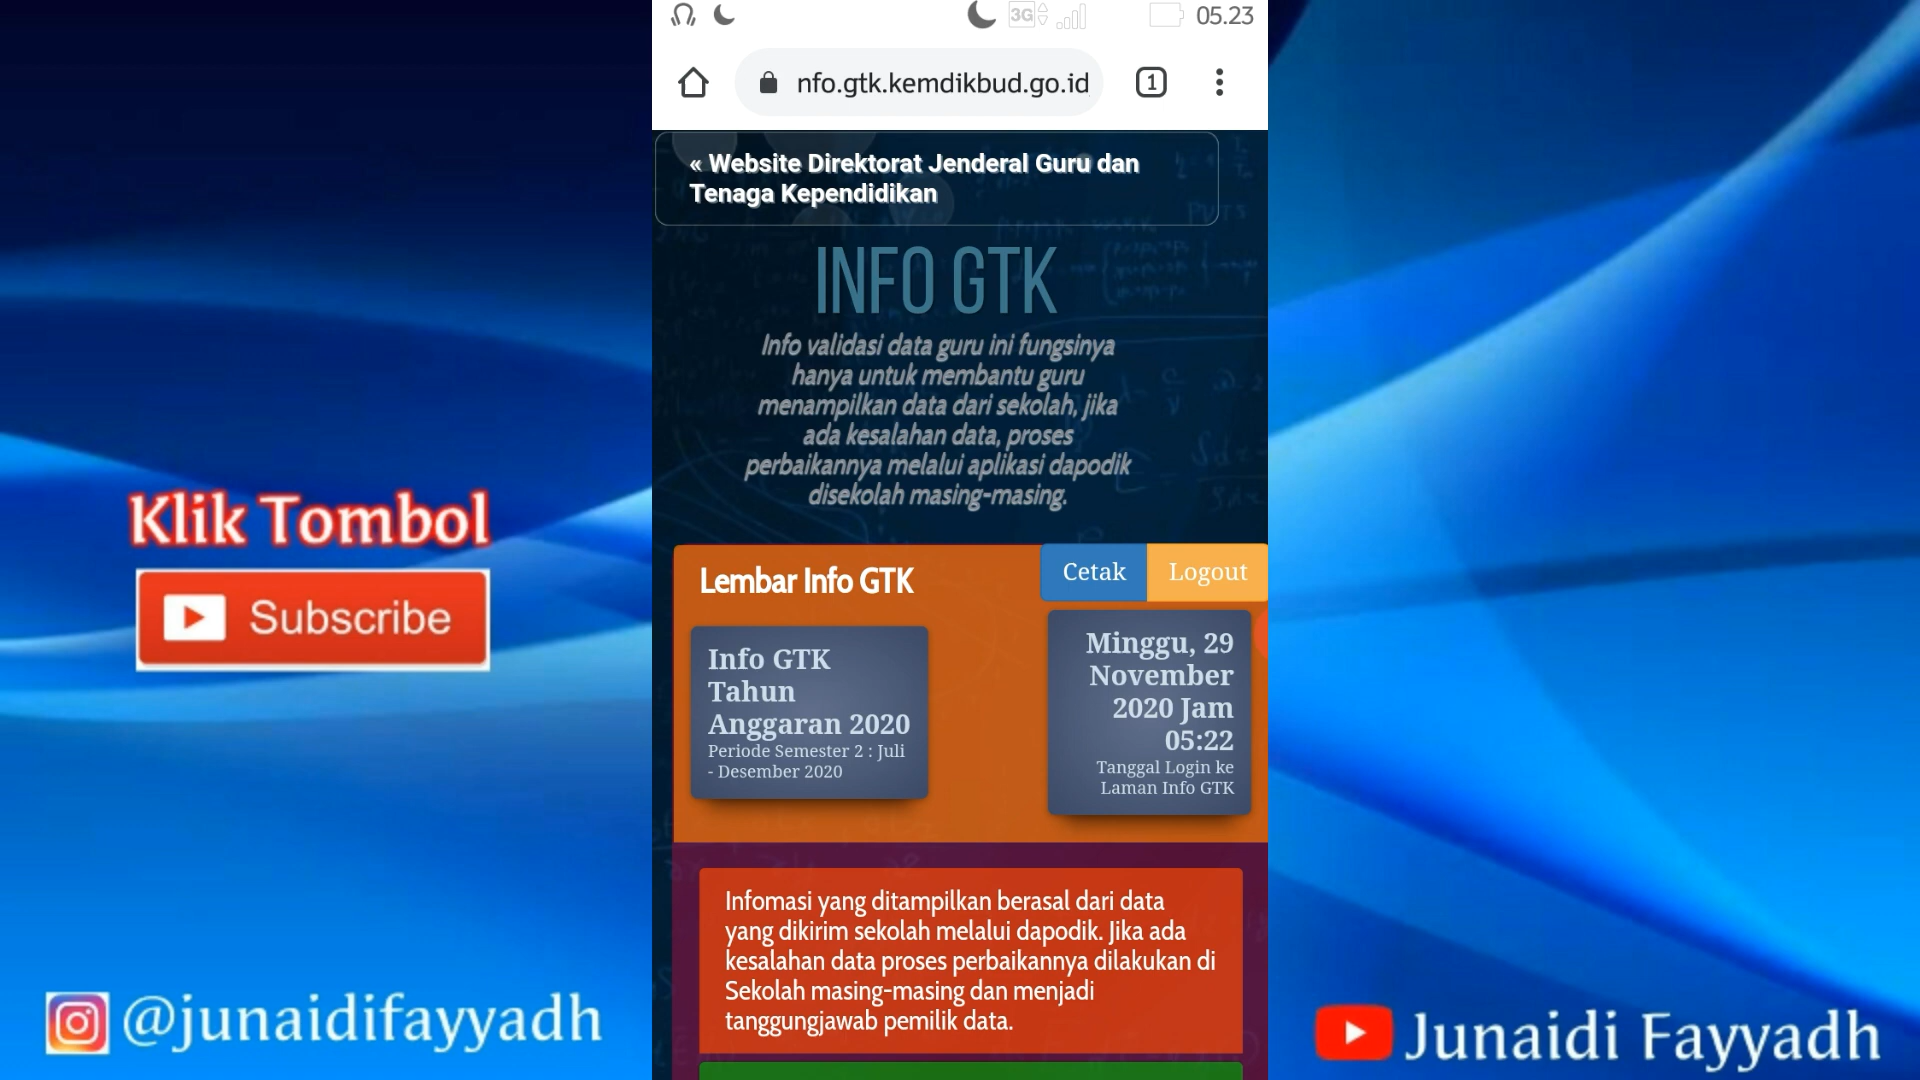 3G
05.23
nfo.gtk.kemdikbud.go.id
1
« Website Direktorat Jenderal Guru dan
Tenaga Kependidikan
INFO GTK
Info validasi data guru ini fungsinya
hanya untuk membantu guru
menampilkan data dari sekolah, jika
ada kesalahan data, proses
perbaikannya melalui aplikasi dapodik
disekolah masing-masing.
Klik Tombol
Subscribe
Lembar Info GTK
Cetak
Logout
Info GTK
Tahun
Anggaran 2020
Periode Semester 2 : Juli
- Desember 2020
Minggu, 29
November
2020 Jam
05:22
Tanggal Login ke
Laman Info GTK
Infomasi yang ditampilkan berasal dari data
yang dikirim sekolah melalui dapodik. Jika ada
kesalahan data proses perbaikannya dilakukan di
Sekolah masing-masing dan menjadi
tanggungjawab pemilik data.
@junaidifayyadh
Junaidi Fayyadh